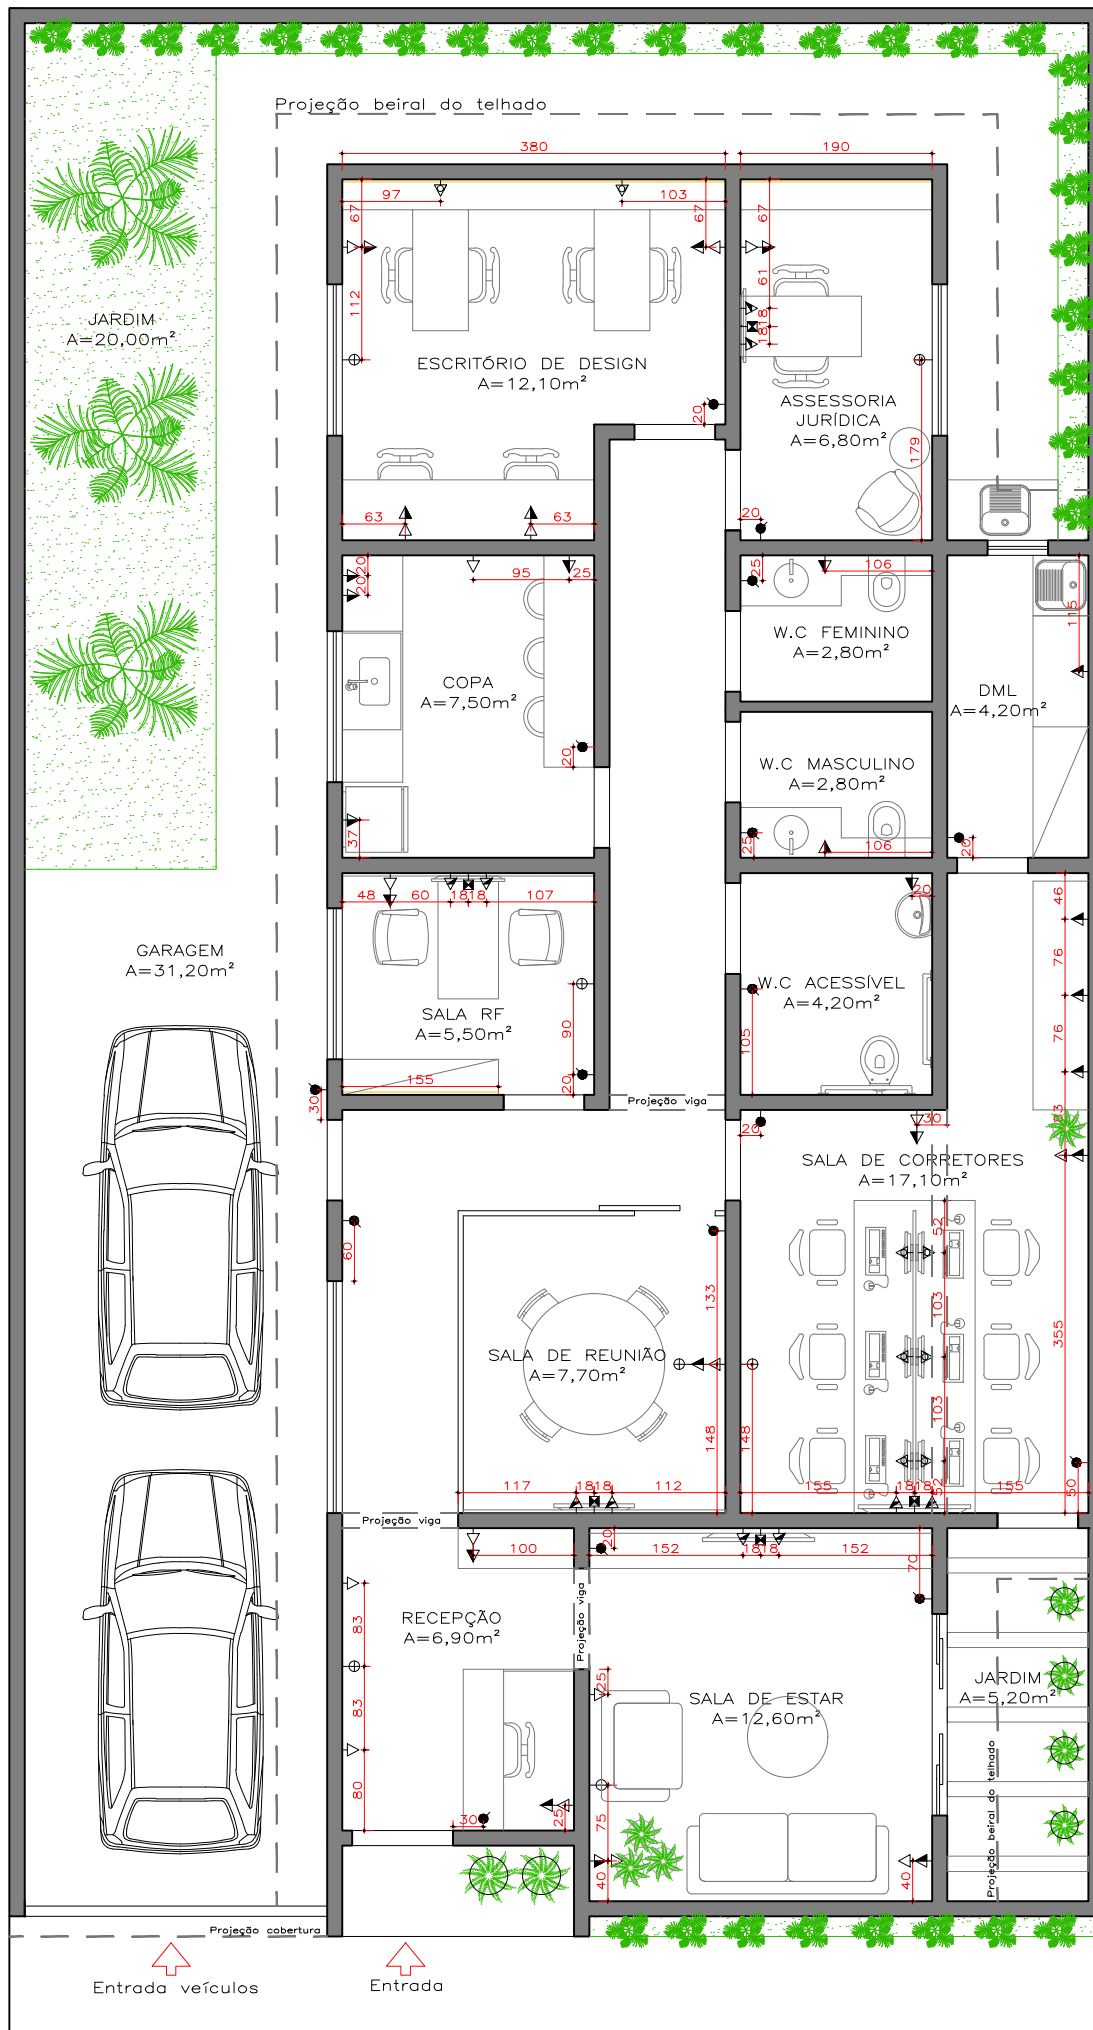 Projeção beiral do telhado
380
190
97
103
67
67
67
61
112
18
18
JARDIM
A=20,00m²
ESCRITÓRIO DE DESIGN
A=12,10m²
ASSESSORIA
JURÍDICA
A=6,80m²
20
179
63
63
20
20
20
95
25
25
106
115
W.C FEMININO
A=2,80m²
COPA
A=7,50m²
DML
A=4,20m²
20
W.C MASCULINO
A=2,80m²
37
25
106
20
48
60
18
18
107
20
46
GARAGEM
A=31,20m²
76
W.C ACESSÍVEL
A=4,20m²
SALA RF
A=5,50m²
90
105
76
155
20
30
Projeção viga
20
30
SALA DE CORRETORES
A=17,10m²
60
52
133
103
355
SALA DE REUNIÃO
A=7,70m²
148
148
103
117
18
18
112
155
18
18
155
52
50
Projeção viga
100
20
152
18
18
152
70
83
Projeção viga
RECEPÇÃO
A=6,90m²
25
83
SALA DE ESTAR
A=12,60m²
JARDIM
A=5,20m²
80
30
25
75
40
40
Projeção beiral do telhado
Projeção cobertura
Entrada veículos
Entrada